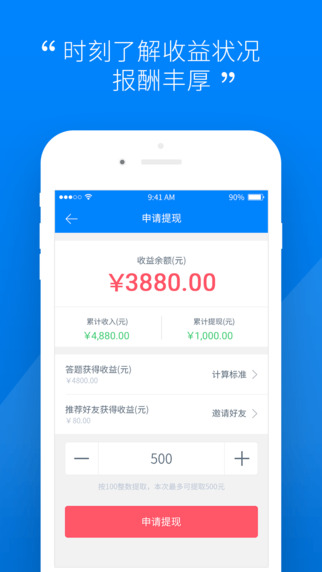 “时刻了解收益状况
报酬丰厚”
9:41 AM
90%
申请提现
收益余额(元)
¥3880.00
累计收入(元) 累计提现(元)
¥4,880.00 ¥1,000.00
答题获得收益(元)
¥4800.00
计算标准
推荐好友获得收益(元)
¥80.00
邀请好友
— 500 +
按100整数提取，本次最多可提取500元
申请提现